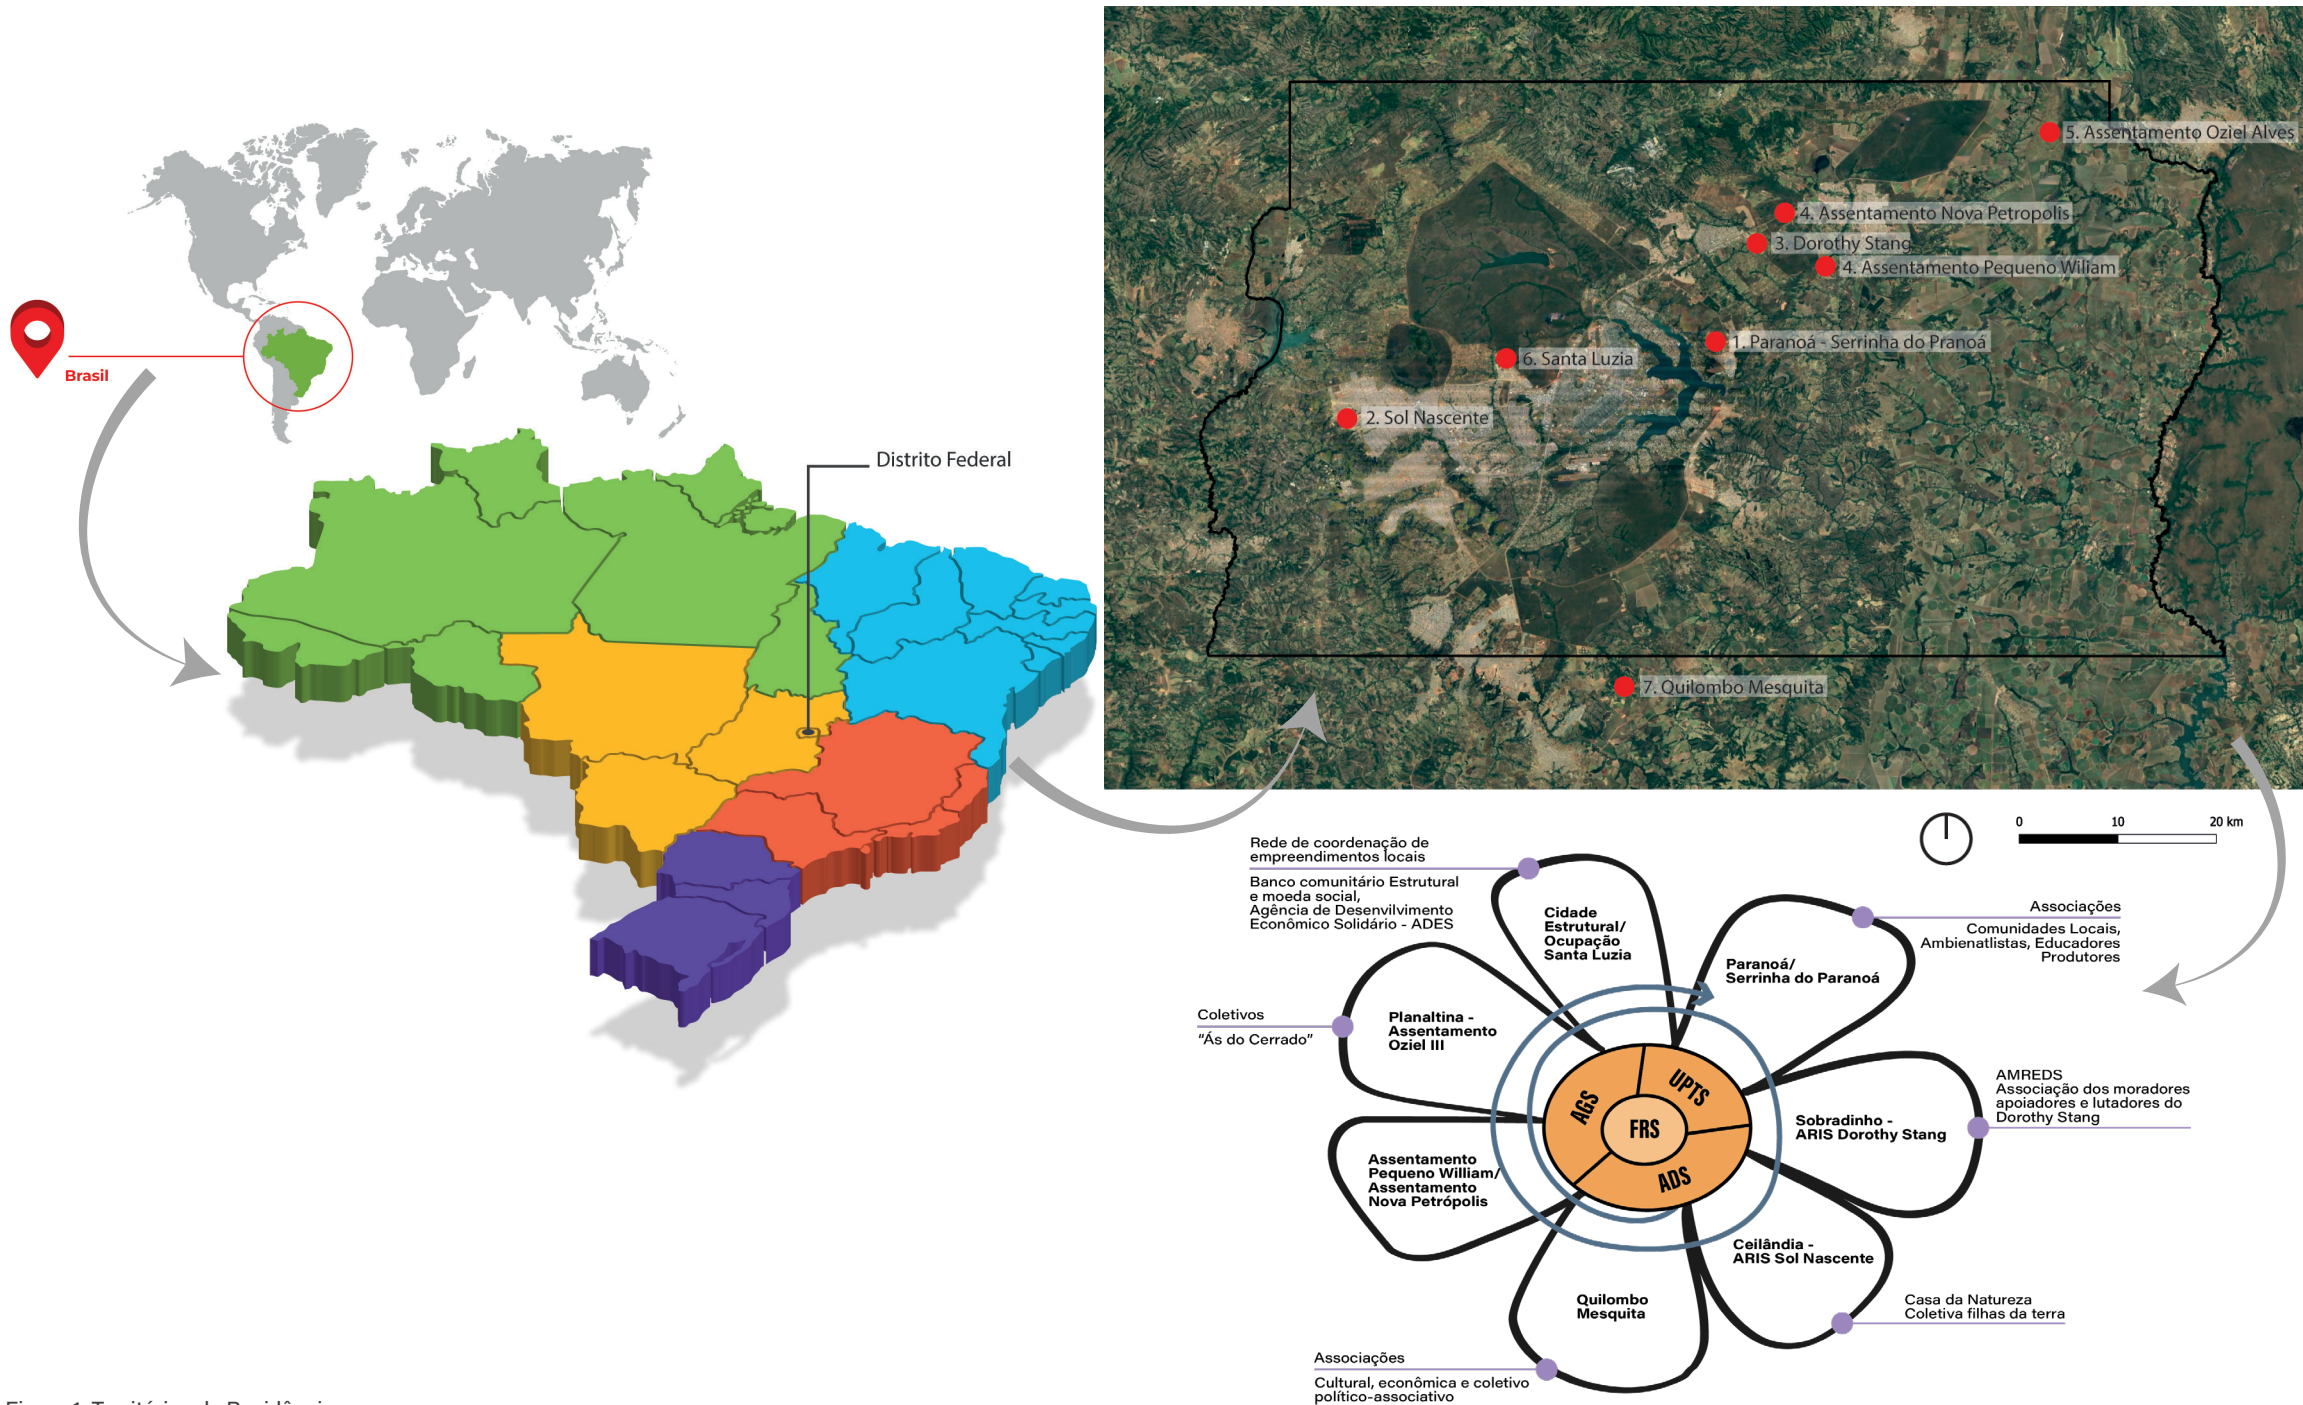 Brasil
Distrito Federal
5. Assentamento Oziel Alves
4. Assentamento Nova Petropolis
3. Dorothy Stang
4. Assentamento Pequeno Wiliam
1. Paranoá - Serrinha do Pranoá
6. Santa Luzia
2. Sol Nascente
7. Quilombo Mesquita
0 10 20 km
Rede de coordenação de
empreendimentos locais
Banco comunitário Estrutural
e moeda social,
Agência de Desenvilvimento
Econômico Solidário - ADES
Cidade
Estrutural/
Ocupação
Santa Luzia
Associações
Comunidades Locais,
Ambienatlistas, Educadores
Produtores
Paranoá/
Serrinha do Paranoá
Coletivos
“Ás do Cerrado”
Planaltina -
Assentamento
Oziel III
AMREDS
Associação dos moradores
apoiadores e lutadores do
Dorothy Stang
Sobradinho -
ARIS Dorothy Stang
AGS
UPTS
FRS
ADS
Assentamento
Pequeno William/
Assentamento
Nova Petrópolis
Ceilândia -
ARIS Sol Nascente
Quilombo
Mesquita
Casa da Natureza
Coletiva filhas da terra
Associações
Cultural, econômica e coletivo
político-associativo